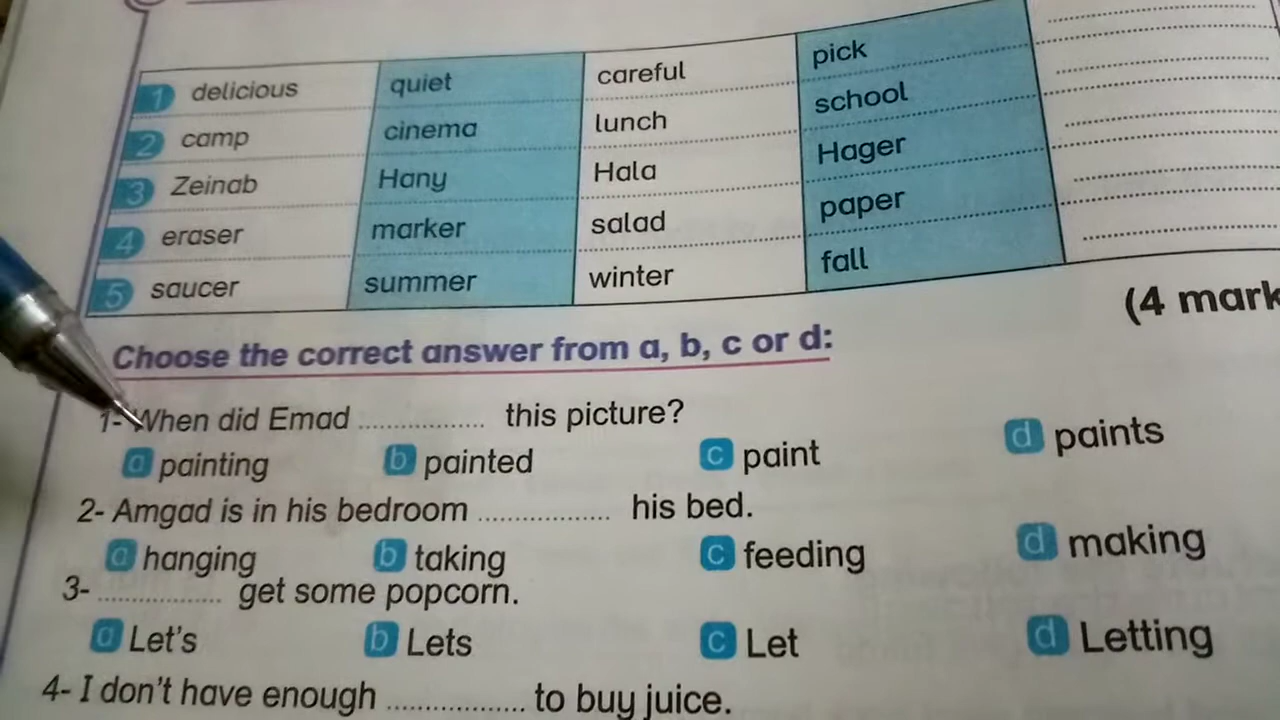 1 delicious quiet careful pick
2 camp cinema lunch school
3 Zeinab Hany Hala Hager
4 eraser marker salad paper
5 saucer summer winter fall
(4 mark
Choose the correct answer from a, b, c or d:
1- When did Emad ................ this picture?
a painting b painted c paint d paints
2- Amgad is in his bedroom ................ his bed.
a hanging b taking c feeding d making
3- ................ get some popcorn.
a Let's b Lets c Let d Letting
4- I don't have enough ................ to buy juice.